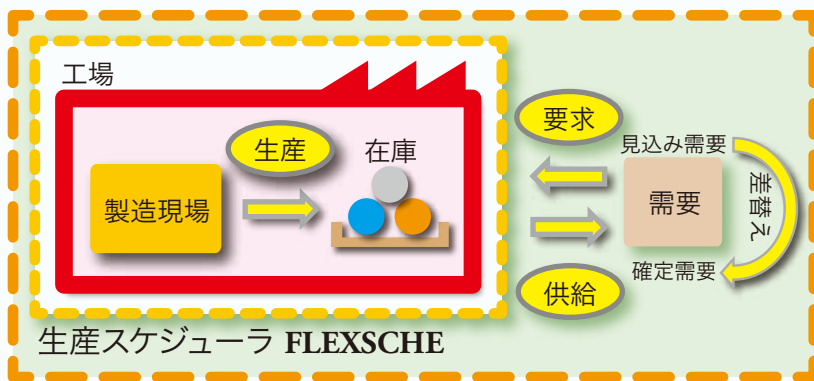 工場
生産
在庫
製造現場
要求
見込み需要
需要
差替え
確定需要
供給
生産スケジューラ FLEXSCHE